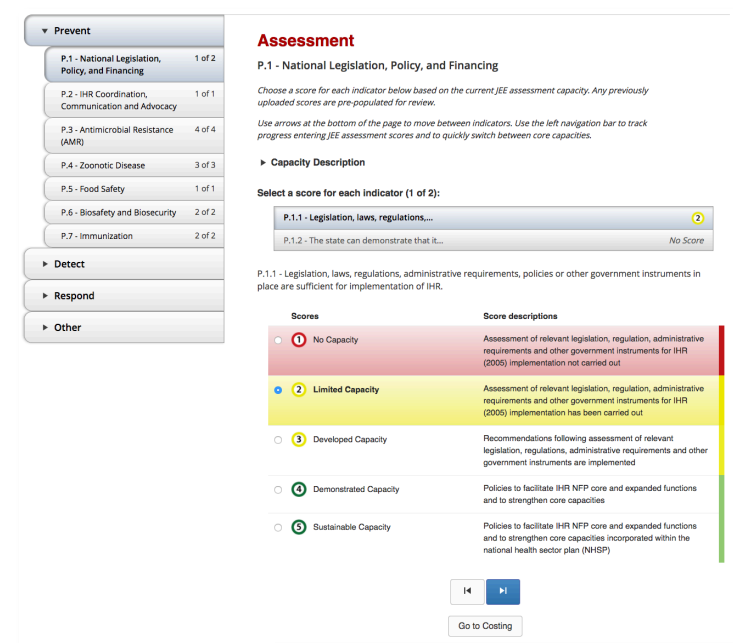 ▼ Prevent
P.1 - National Legislation, 1 of 2
Policy, and Financing
P.2 - IHR Coordination, 1 of 1
Communication and Advocacy
P.3 - Antimicrobial Resistance 4 of 4
(AMR)
P.4 - Zoonotic Disease 3 of 3
P.5 - Food Safety 1 of 1
P.6 - Biosafety and Biosecurity 2 of 2
P.7 - Immunization 2 of 2
▶ Detect
▶ Respond
▶ Other
Assessment
P.1 - National Legislation, Policy, and Financing
Choose a score for each indicator below based on the current JEE assessment capacity. Any previously
uploaded scores are pre-populated for review.
Use arrows at the bottom of the page to move between indicators. Use the left navigation bar to track
progress entering JEE assessment scores and to quickly switch between core capacities.
▶ Capacity Description
Select a score for each indicator (1 of 2):
P.1.1 - Legislation, laws, regulations,... 2
P.1.2 - The state can demonstrate that it... No Score
P.1.1 - Legislation, laws, regulations, administrative requirements, policies or other government instruments in
place are sufficient for implementation of IHR.
Scores Score descriptions
1 No Capacity Assessment of relevant legislation, regulation, administrative
requirements and other government instruments for IHR
(2005) implementation not carried out
2 Limited Capacity Assessment of relevant legislation, regulation, administrative
requirements and other government instruments for IHR
(2005) implementation has been carried out
3 Developed Capacity Recommendations following assessment of relevant
legislation, regulations, administrative requirements and other
government instruments are implemented
4 Demonstrated Capacity Policies to facilitate IHR NFP core and expanded functions
and to strengthen core capacities
5 Sustainable Capacity Policies to facilitate IHR NFP core and expanded functions
and to strengthen core capacities incorporated within the
national health sector plan (NHSP)
Go to Costing